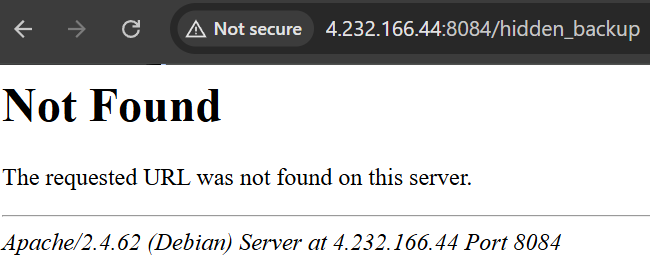 Not secure 4.232.166.44:8084/hidden_backup
Not Found
The requested URL was not found on this server.
Apache/2.4.62 (Debian) Server at 4.232.166.44 Port 8084